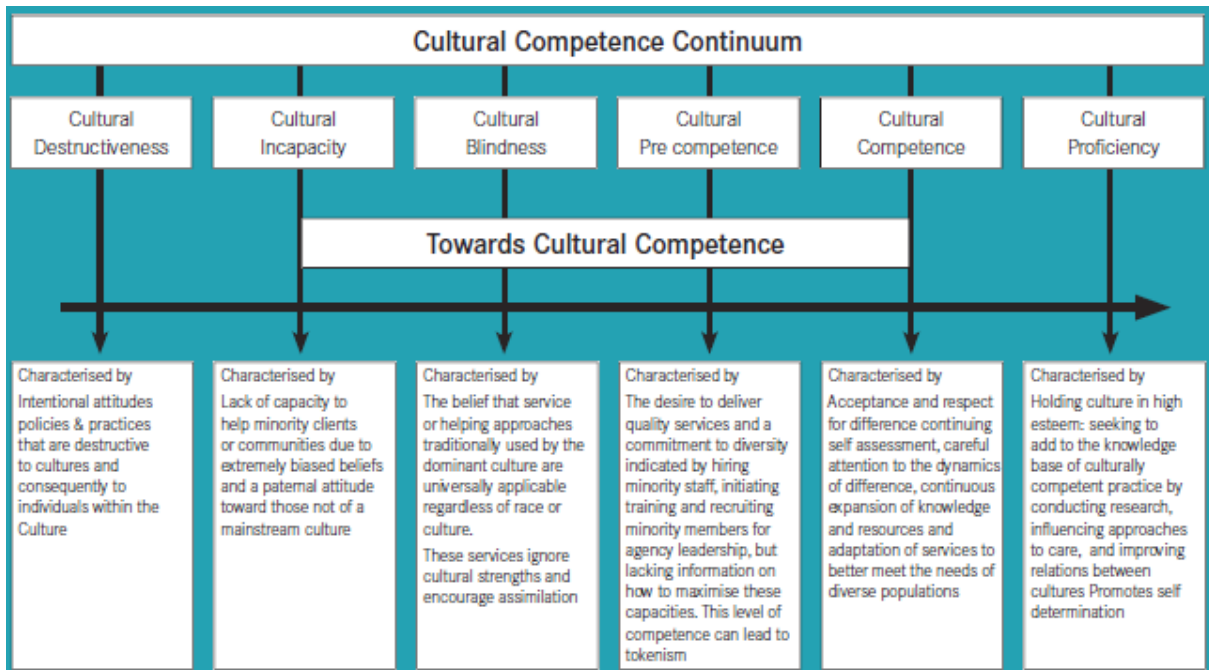 Cultural Competence Continuum
Cultural
Destructiveness
Cultural
Incapacity
Cultural
Blindness
Cultural
Pre competence
Cultural
Competence
Cultural
Proficiency
Towards Cultural Competence
Characterised by
Intentional attitudes
policies & practices
that are destructive
to cultures and
consequently to
individuals within the
Culture
Characterised by
Lack of capacity to
help minority clients
or communities due to
extremely biased beliefs
and a paternal attitude
toward those not of a
mainstream culture
Characterised by
The belief that service
or helping approaches
traditionally used by the
dominant culture are
universally applicable
regardless of race or
culture.
These services ignore
cultural strengths and
encourage assimilation
Characterised by
The desire to deliver
quality services and a
commitment to diversity
indicated by hiring
minority staff, initiating
training and recruiting
minority members for
agency leadership, but
lacking information on
how to maximise these
capacities. This level of
competence can lead to
tokenism
Characterised by
Acceptance and respect
for difference continuing
self assessment, careful
attention to the dynamics
of difference, continuous
expansion of knowledge
and resources and
adaptation of services to
better meet the needs of
diverse populations
Characterised by
Holding culture in high
esteem: seeking to
add to the knowledge
base of culturally
competent practice by
conducting research,
influencing approaches
to care, and improving
relations between
cultures Promotes self
determination